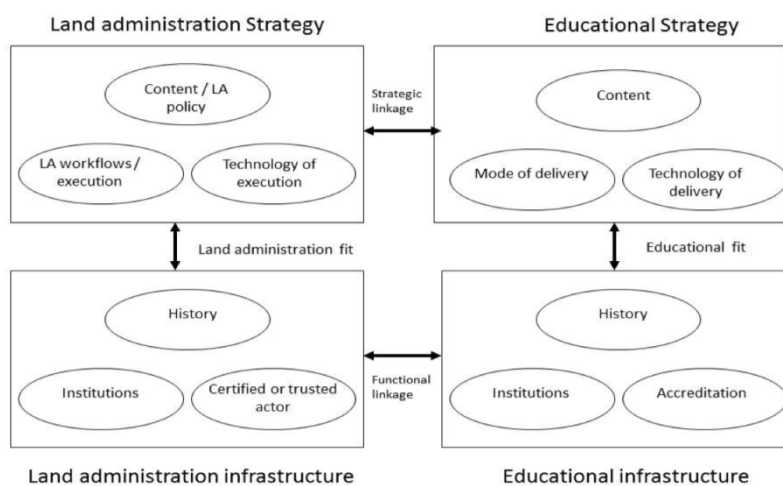 Land administration Strategy
Educational Strategy
Content / LA
policy
LA workflows /
execution
Technology of
execution
Strategic
linkage
Content
Mode of delivery
Technology of
delivery
Land administration fit
Educational fit
History
Institutions
Certified or trusted
actor
Functional
linkage
History
Institutions
Accreditation
Land administration infrastructure
Educational infrastructure